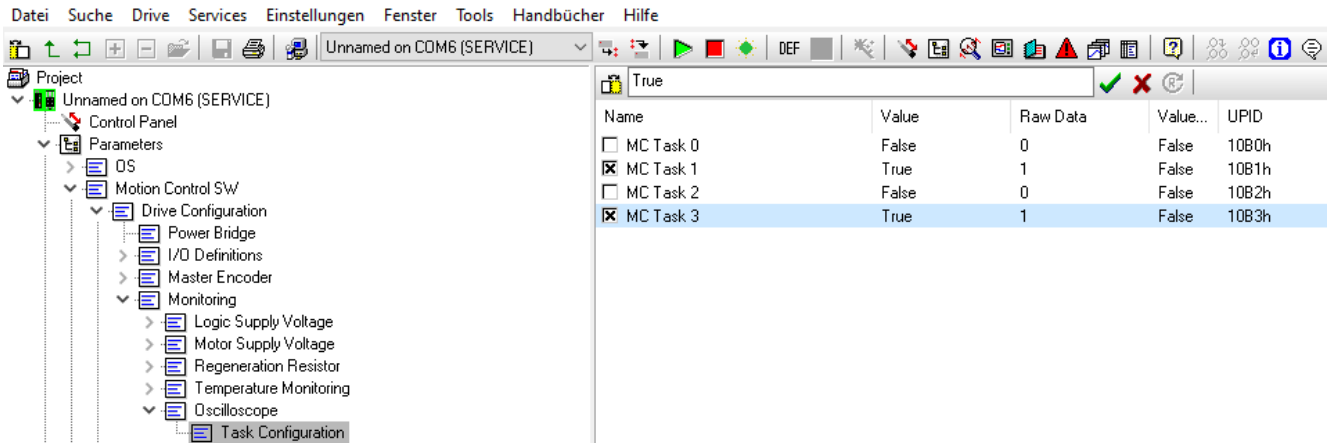 Datei Suche Drive Services Einstellungen Fenster Tools Handbücher Hilfe
Unnamed on COM6 (SERVICE) DEF
Project
Unnamed on COM6 (SERVICE)
Control Panel
Parameters
OS
Motion Control SW
Drive Configuration
Power Bridge
I/O Definitions
Master Encoder
Monitoring
Logic Supply Voltage
Motor Supply Voltage
Regeneration Resistor
Temperature Monitoring
Oscilloscope
Task Configuration
True
Name Value Raw Data Value... UPID
MC Task 0 False 0 False 10B0h
MC Task 1 True 1 False 10B1h
MC Task 2 False 0 False 10B2h
MC Task 3 True 1 False 10B3h